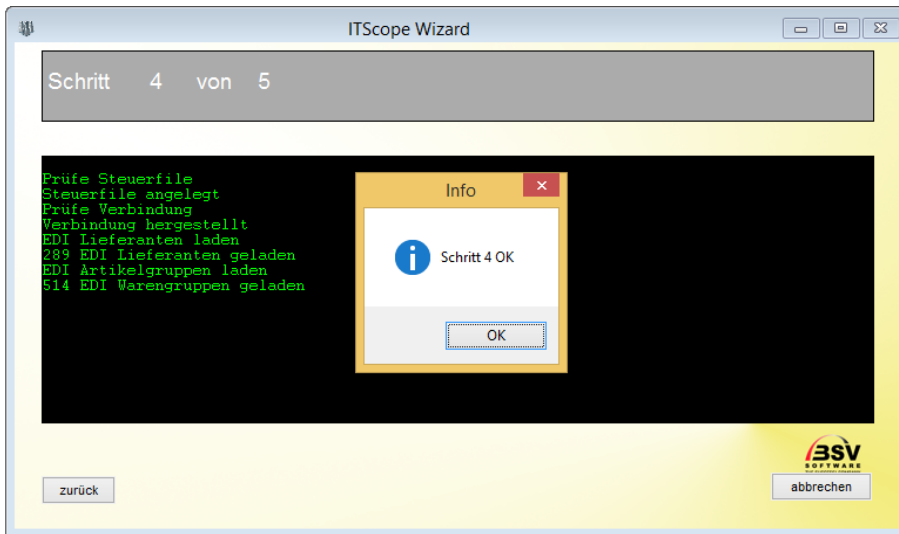 ITScope Wizard
Schritt 4 von 5
Prüfe Steuerfile
Steuerfile angelegt
Prüfe Verbindung
Verbindung hergestellt
EDI Lieferanten laden
289 EDI Lieferanten geladen
EDI Artikelgruppen laden
514 EDI Warengruppen geladen
Info
Schritt 4 OK
OK
BSV
SOFTWARE
zurück
abbrechen